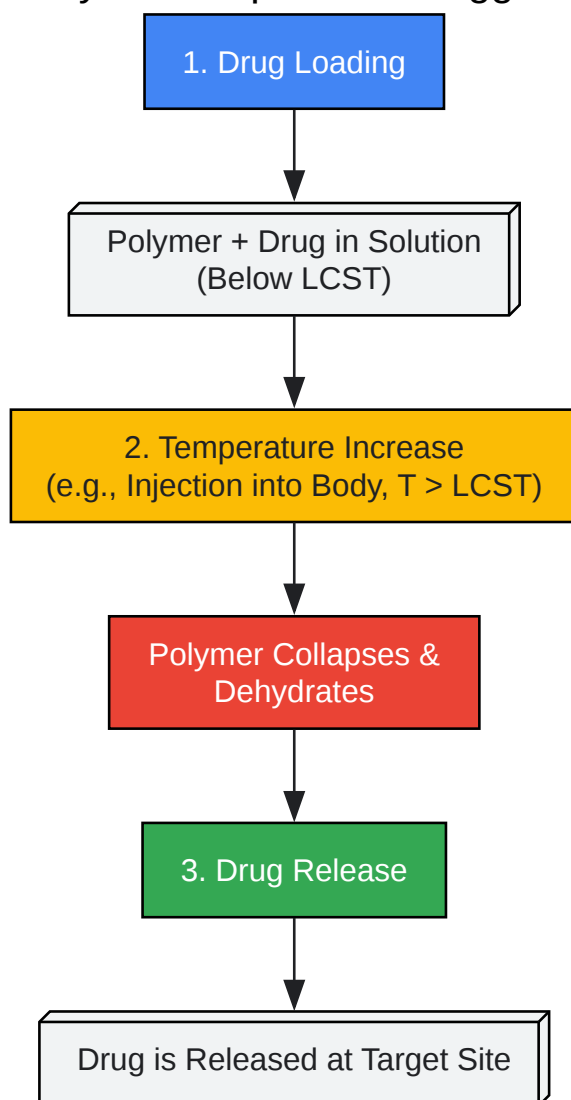 1. Drug Loading
Polymer + Drug in Solution
(Below LCST)
2. Temperature Increase
(e.g., Injection into Body, T > LCST)
Polymer Collapses &
Dehydrates
3. Drug Release
Drug is Released at Target Site